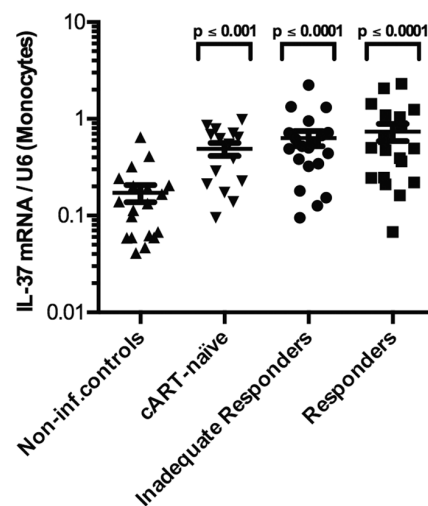 p ≤ 0.001 p ≤ 0.0001 p ≤ 0.0001
IL-37 mRNA / U6 (Monocytes)
10
1
0.1
0.01
Non-inf.controls
cART-naïve
Inadequate Responders
Responders